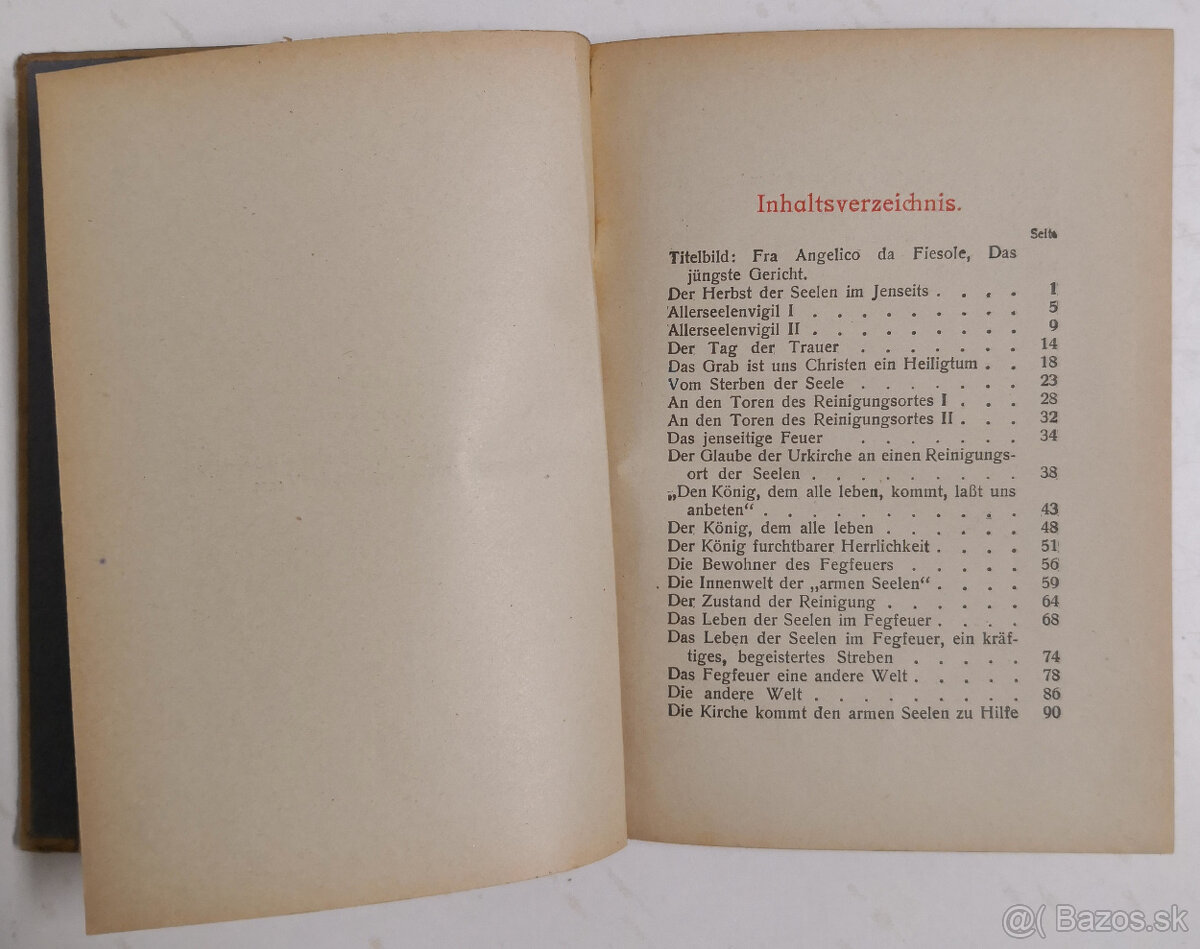 Inhaltsverzeichnis.
Seite
Titelbild: Fra Angelico da Fiesole, Das
jüngste Gericht.
Der Herbst der Seelen im Jenseits . . . . 1
Allerseelenvigil I . . . . . . . . . 5
Allerseelenvigil II . . . . . . . . . 9
Der Tag der Trauer . . . . . . . 14
Das Grab ist uns Christen ein Heiligtum . . 18
Vom Sterben der Seele . . . . . . . 23
An den Toren des Reinigungsortes I . . . 28
An den Toren des Reinigungsortes II . . . 32
Das jenseitige Feuer . . . . . . . 34
Der Glaube der Urkirche an einen Reinigungs-
ort der Seelen . . . . . . . . . 38
„Den König, dem alle leben, kommt, laßt uns
anbeten“ . . . . . . . . . . . 43
Der König, dem alle leben . . . . . . 48
Der König furchtbarer Herrlichkeit . . . . 51
Die Bewohner des Fegfeuers . . . . . 56
Die Innenwelt der „armen Seelen“ . . . . 59
Der Zustand der Reinigung . . . . . . 64
Das Leben der Seelen im Fegfeuer . . . . 68
Das Leben der Seelen im Fegfeuer, ein kräf-
tiges, begeistertes Streben . . . . . 74
Das Fegfeuer eine andere Welt . . . . . 78
Die andere Welt . . . . . . . . . 86
Die Kirche kommt den armen Seelen zu Hilfe 90
@( Bazos.sk